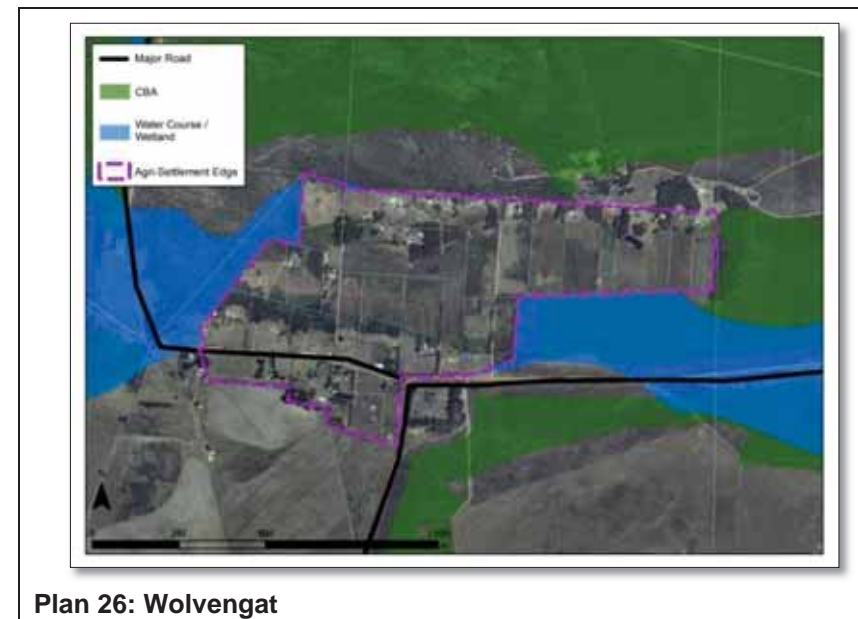 Major Road
CBA
Water Course /
Wetland
Agri-Settlement Edge
Plan 26: Wolvengat